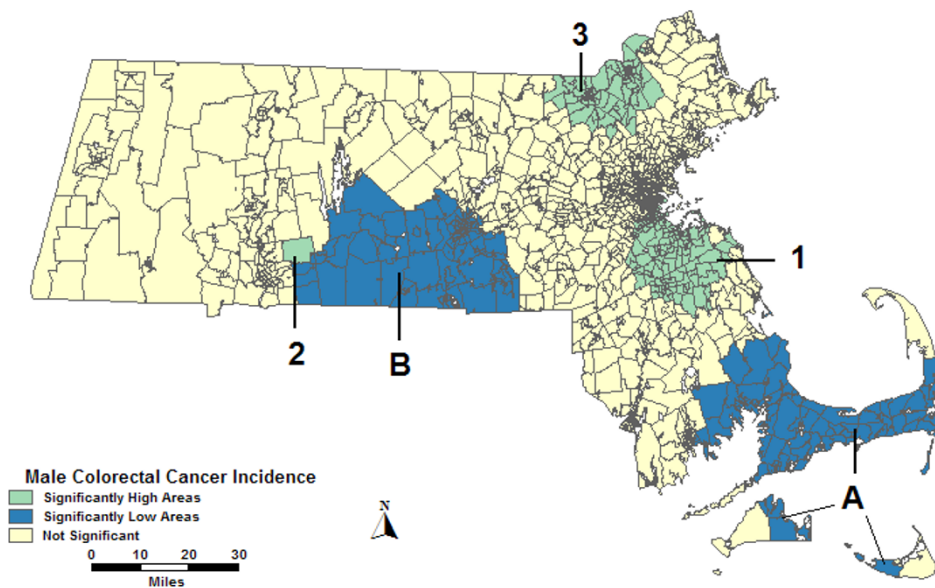 3
1
2
B
A
Male Colorectal Cancer Incidence
Significantly High Areas
Significantly Low Areas
Not Significant
N
0 10 20 30
Miles